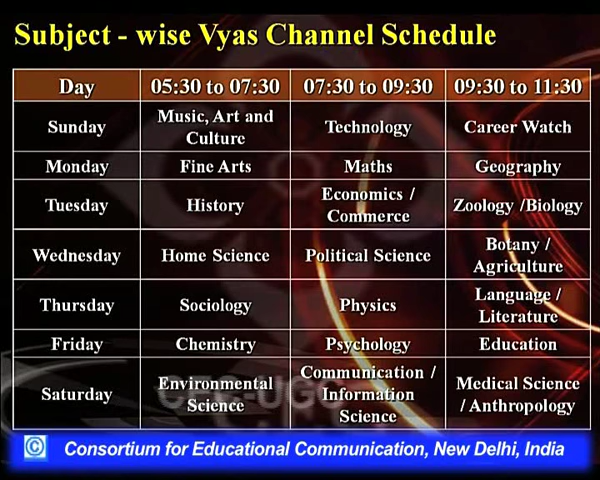 Subject - wise Vyas Channel Schedule
Day 05:30 to 07:30 07:30 to 09:30 09:30 to 11:30
Sunday Music, Art and Culture Technology Career Watch
Monday Fine Arts Maths Geography
Tuesday History Economics / Commerce Zoology /Biology
Wednesday Home Science Political Science Botany / Agriculture
Thursday Sociology Physics Language / Literature
Friday Chemistry Psychology Education
Saturday Environmental Science Communication / Information Science Medical Science / Anthropology
CEC-UGC
© Consortium for Educational Communication, New Delhi, India